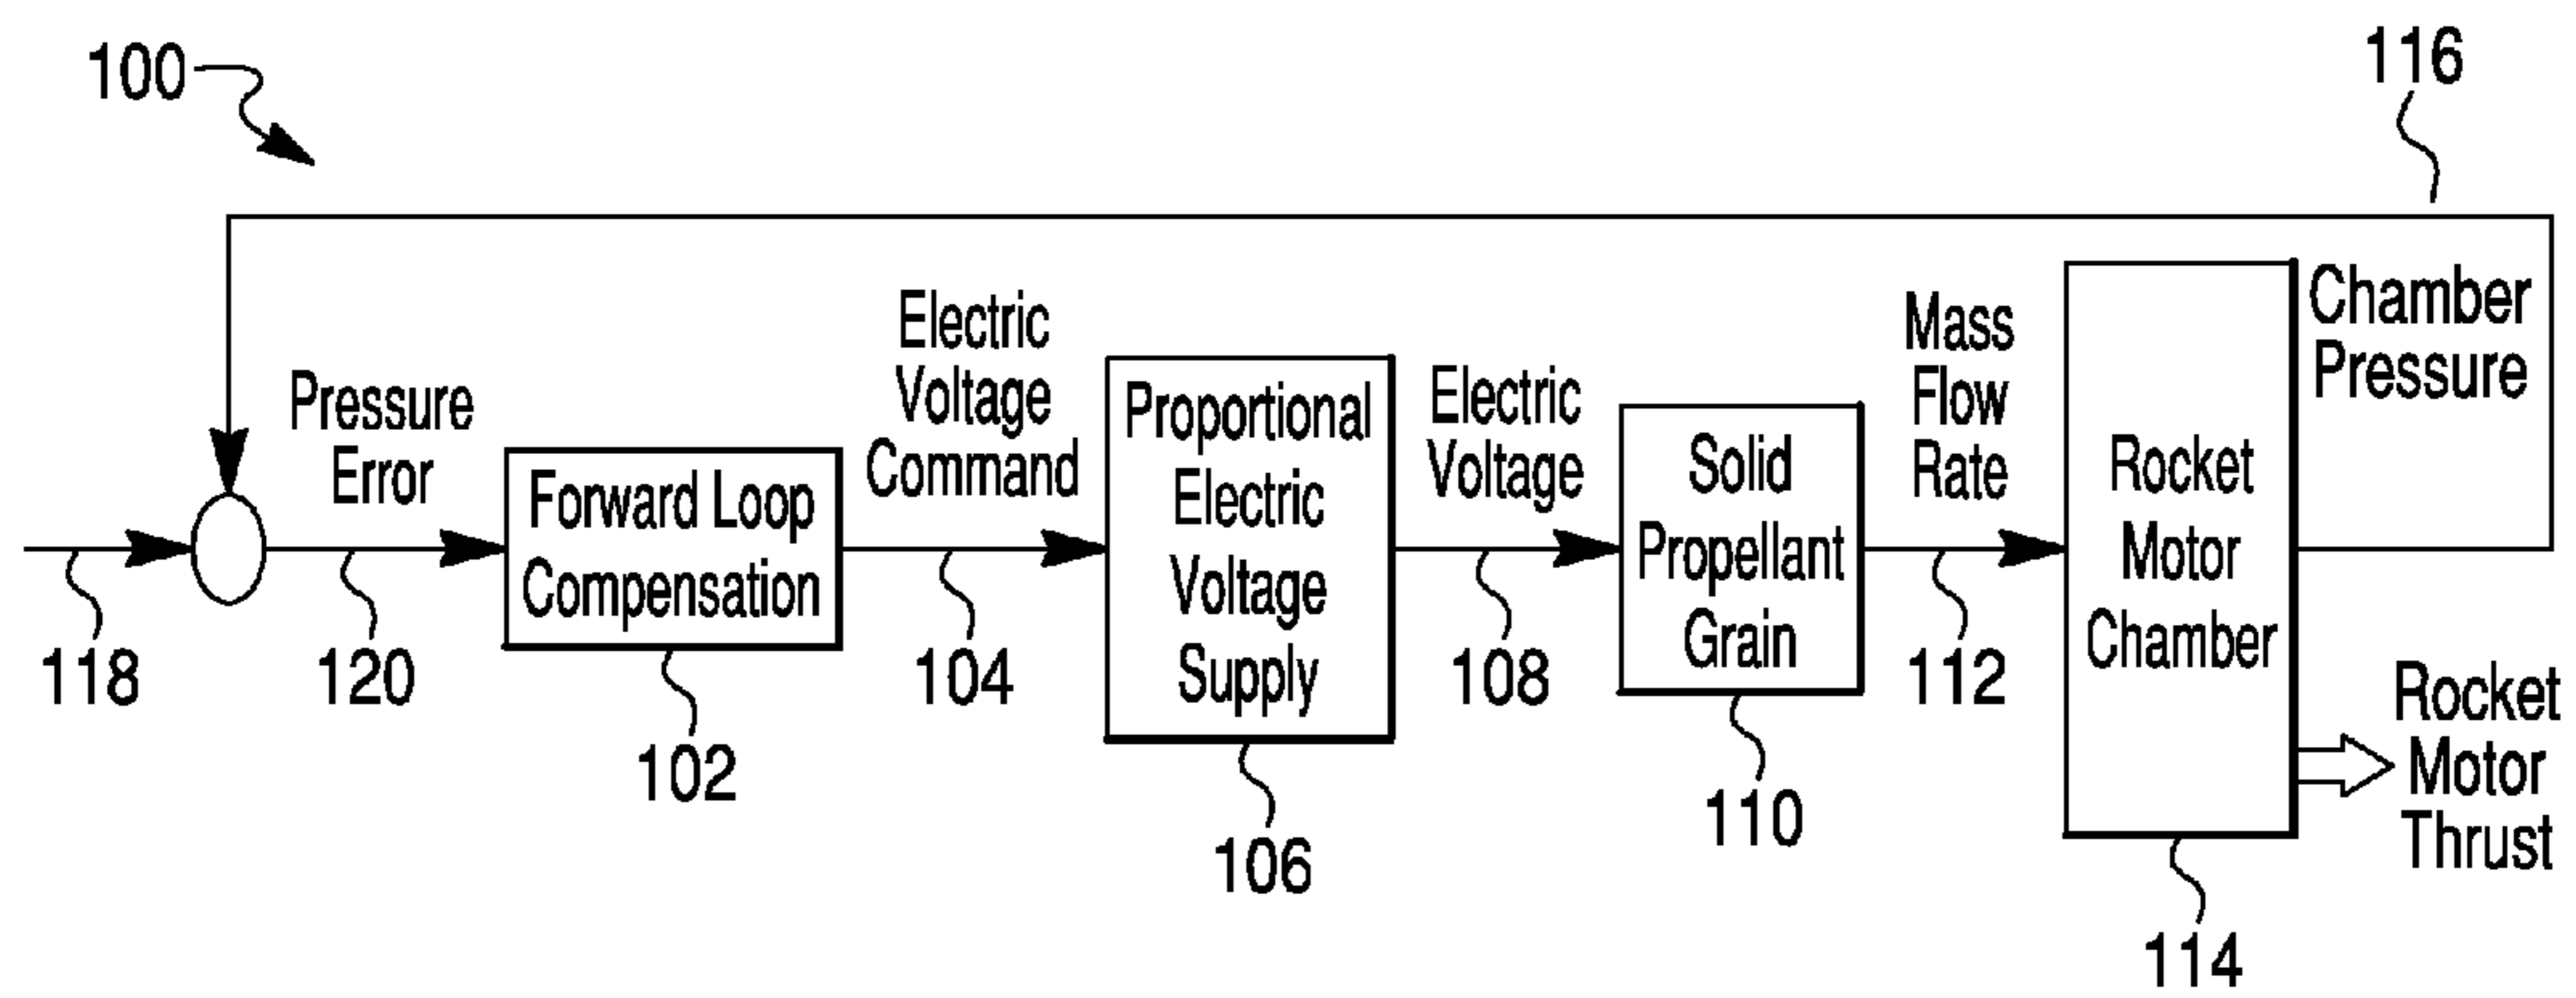 100
116
Pressure
Error
Electric
Voltage
Command
Electric
Voltage
Mass
Flow
Rate
Chamber
Pressure
Forward Loop
Compensation
Proportional
Electric
Voltage
Supply
Solid
Propellant
Grain
Rocket
Motor
Chamber
118
120
102
104
106
108
110
112
114
Rocket
Motor
Thrust